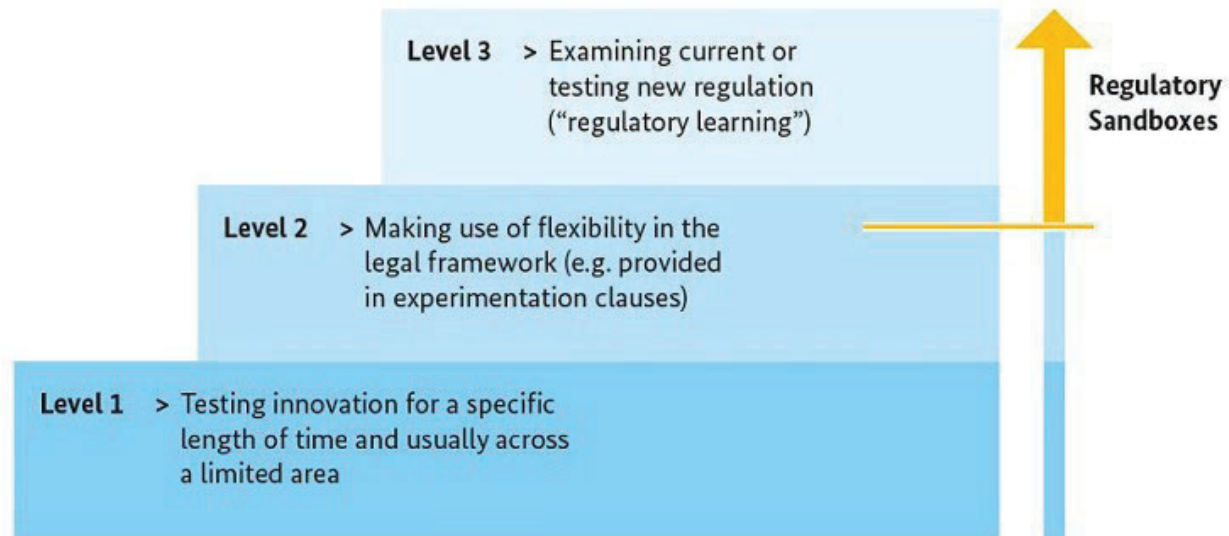 Level 3 > Examining current or
testing new regulation
(“regulatory learning”)
Regulatory
Sandboxes
Level 2 > Making use of flexibility in the
legal framework (e.g. provided
in experimentation clauses)
Level 1 > Testing innovation for a specific
length of time and usually across
a limited area